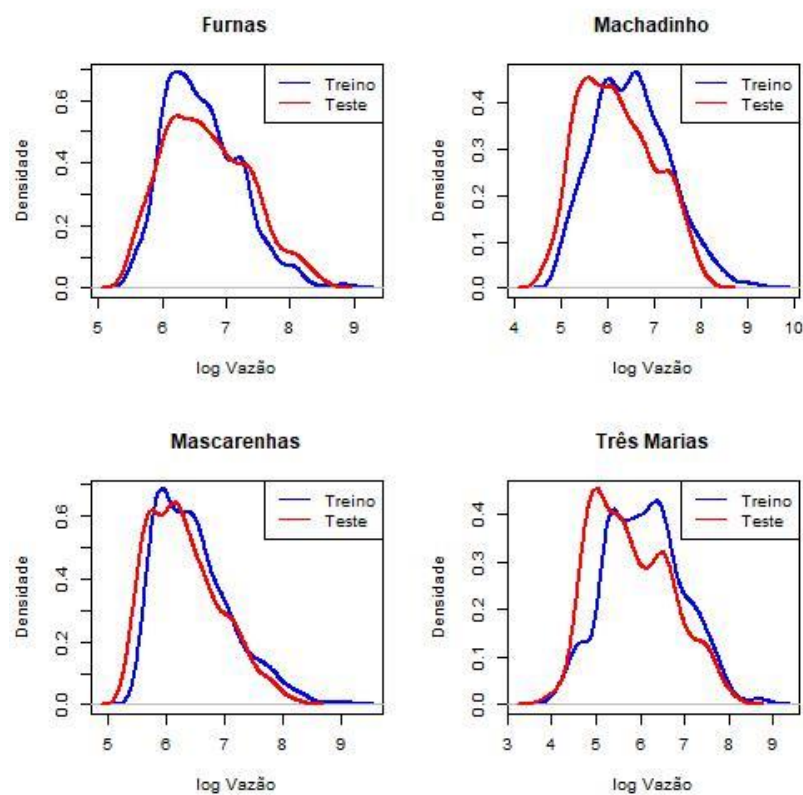 Furnas
Treino
Teste
Densidade
0.0
0.2
0.4
0.6
5 6 7 8 9
log Vazão
Machadinho
Treino
Teste
Densidade
0.0
0.1
0.2
0.3
0.4
4 5 6 7 8 9 10
log Vazão
Mascarenhas
Treino
Teste
Densidade
0.0
0.2
0.4
0.6
5 6 7 8 9
log Vazão
Três Marias
Treino
Teste
Densidade
0.0
0.1
0.2
0.3
0.4
3 4 5 6 7 8 9
log Vazão